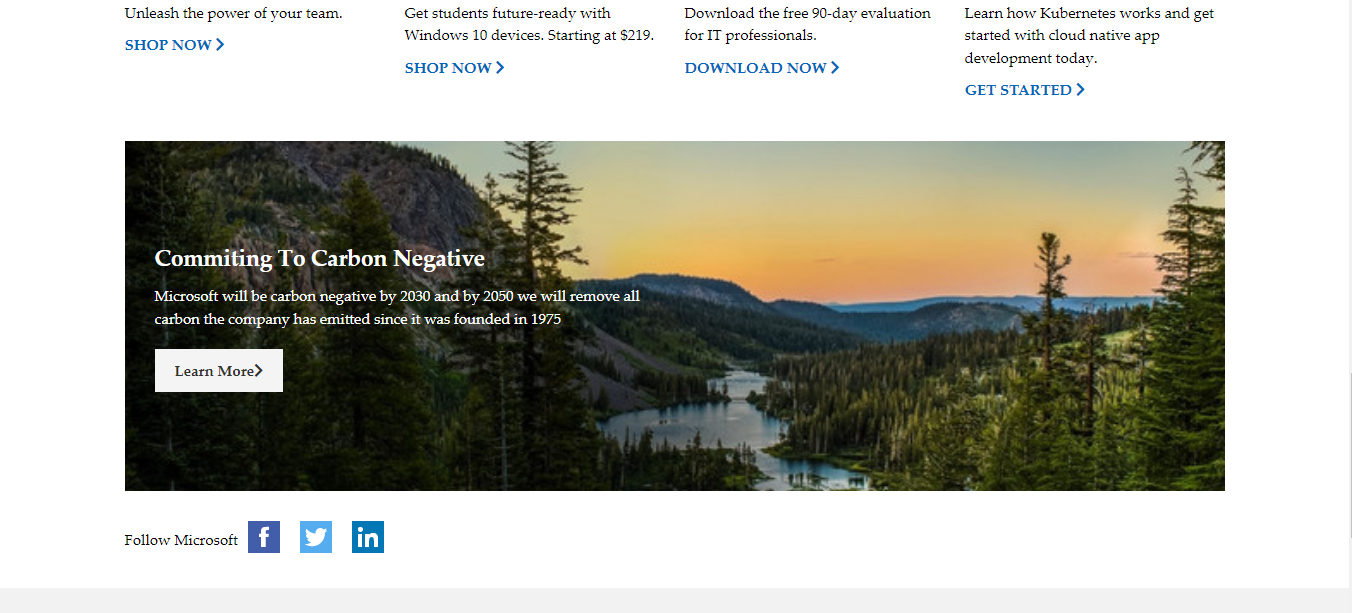 Unleash the power of your team.
SHOP NOW
Get students future-ready with
Windows 10 devices. Starting at $219.
SHOP NOW
Download the free 90-day evaluation
for IT professionals.
DOWNLOAD NOW
Learn how Kubernetes works and get
started with cloud native app
development today.
GET STARTED
Commiting To Carbon Negative
Microsoft will be carbon negative by 2030 and by 2050 we will remove all
carbon the company has emitted since it was founded in 1975
Learn More
Follow Microsoft